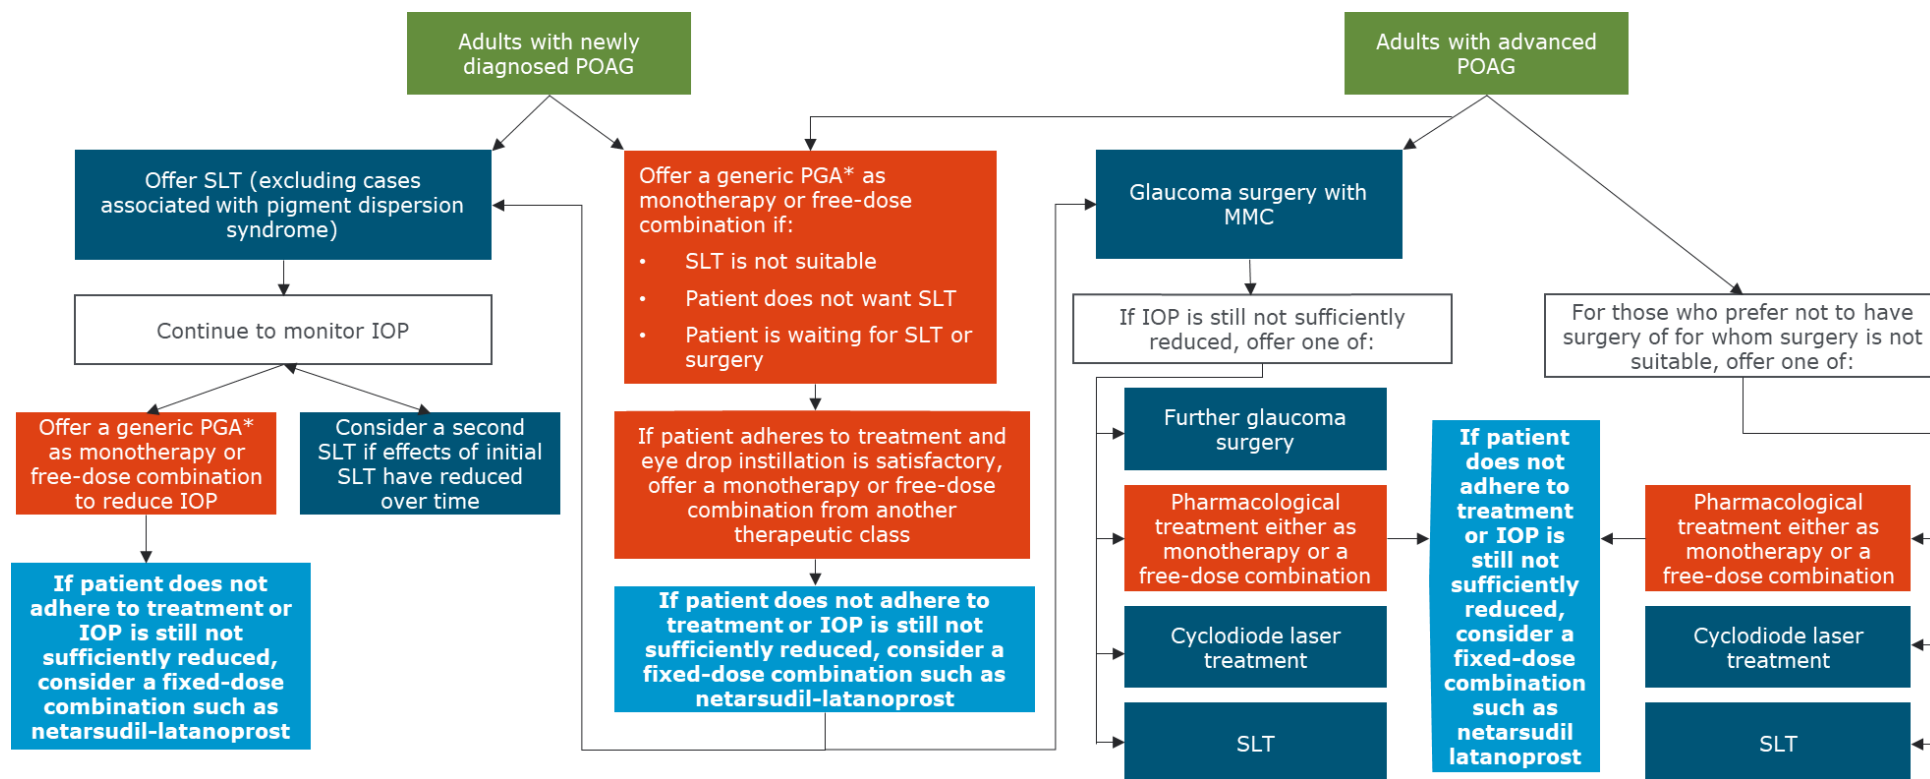 Adults with newly
diagnosed POAG
Adults with advanced
POAG
Offer SLT (excluding cases
associated with pigment dispersion
syndrome)
Offer a generic PGA* as
monotherapy or free-dose
combination if:
• SLT is not suitable
• Patient does not want SLT
• Patient is waiting for SLT or
surgery
Glaucoma surgery with
MMC
Continue to monitor IOP
If IOP is still not sufficiently
reduced, offer one of:
For those who prefer not to have
surgery of for whom surgery is not
suitable, offer one of:
Offer a generic PGA*
as monotherapy or
free-dose combination
to reduce IOP
Consider a second
SLT if effects of initial
SLT have reduced
over time
If patient adheres to treatment and
eye drop instillation is satisfactory,
offer a monotherapy or free-dose
combination from another
therapeutic class
Further glaucoma
surgery
Pharmacological
treatment either as
monotherapy or a
free-dose combination
Cyclodiode laser
treatment
SLT
If patient
does not
adhere to
treatment
or IOP is
still not
sufficiently
reduced,
consider a
fixed-dose
combination
such as
netarsudil
latanoprost
Pharmacological
treatment either as
monotherapy or a
free-dose combination
Cyclodiode laser
treatment
SLT
If patient does not
adhere to treatment or
IOP is still not
sufficiently reduced,
consider a fixed-dose
combination such as
netarsudil-latanoprost
If patient does not adhere to
treatment or IOP is still not
sufficiently reduced, consider a
fixed-dose combination such as
netarsudil-latanoprost